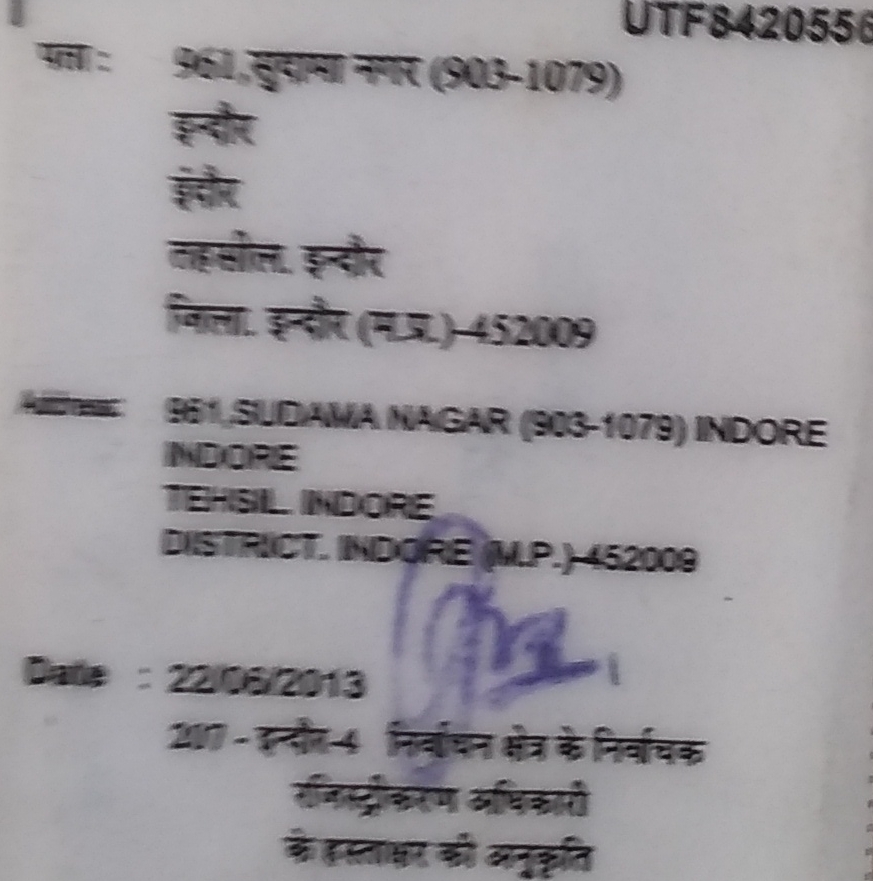 UTF8420556
पता : 961,सुदामा नगर (903-1079)
इन्दौर
इंदौर
तहसील. इन्दौर
जिला. इन्दौर (म.प्र.)-452009
Address: 961,SUDAMA NAGAR (903-1079) INDORE
INDORE
TEHSIL. INDORE
DISTRICT. INDORE (M.P.)-452009
Date : 22/06/2013
207 - इन्दौर-4 निर्वाचन क्षेत्र के निर्वाचक
रजिस्ट्रीकरण अधिकारी
के हस्ताक्षर की अनुकृति